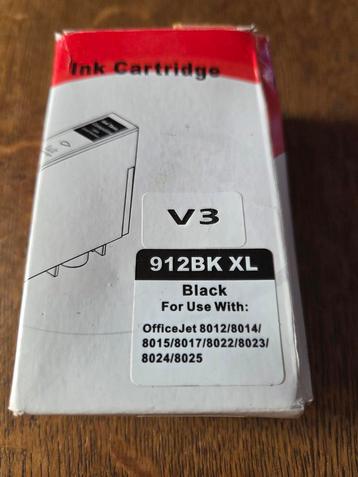 Ink Cartridge
V3
912BK XL
Black
For Use With:
OfficeJet 8012/8014/
8015/8017/8022/8023/
8024/8025